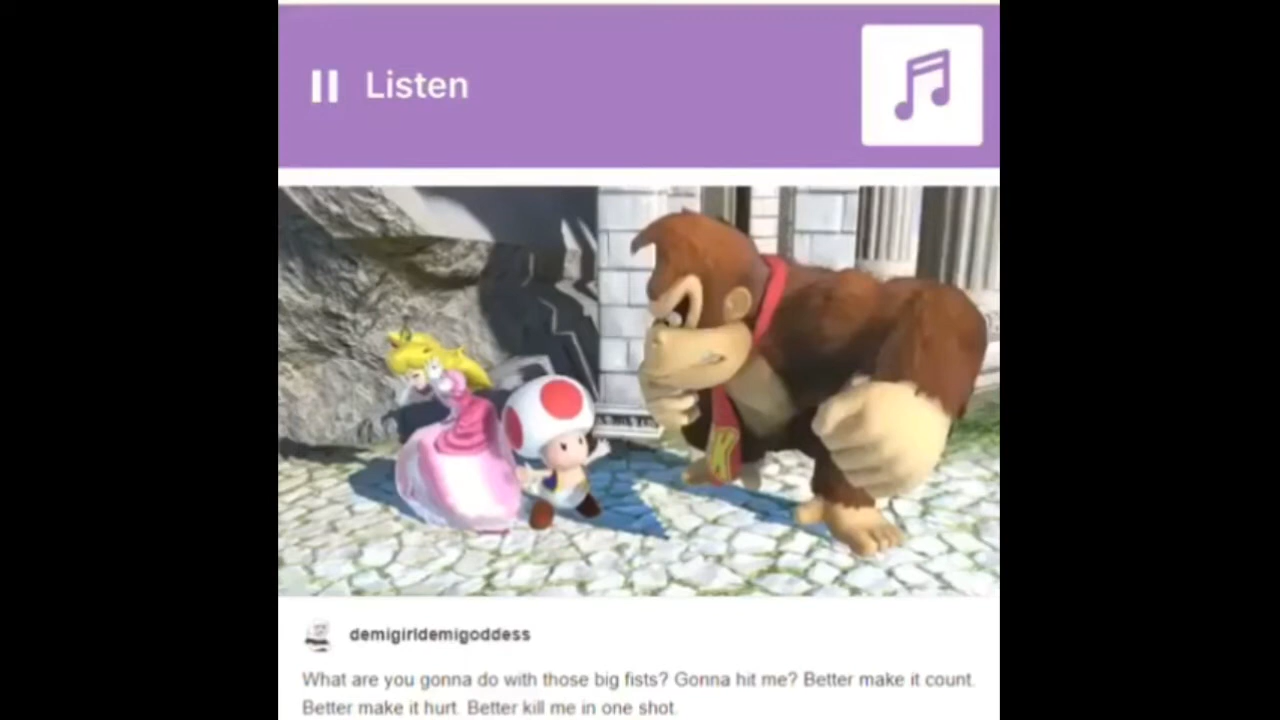 Listen
K
demigirldemigoddess
What are you gonna do with those big fists? Gonna hit me? Better make it count.
Better make it hurt. Better kill me in one shot.